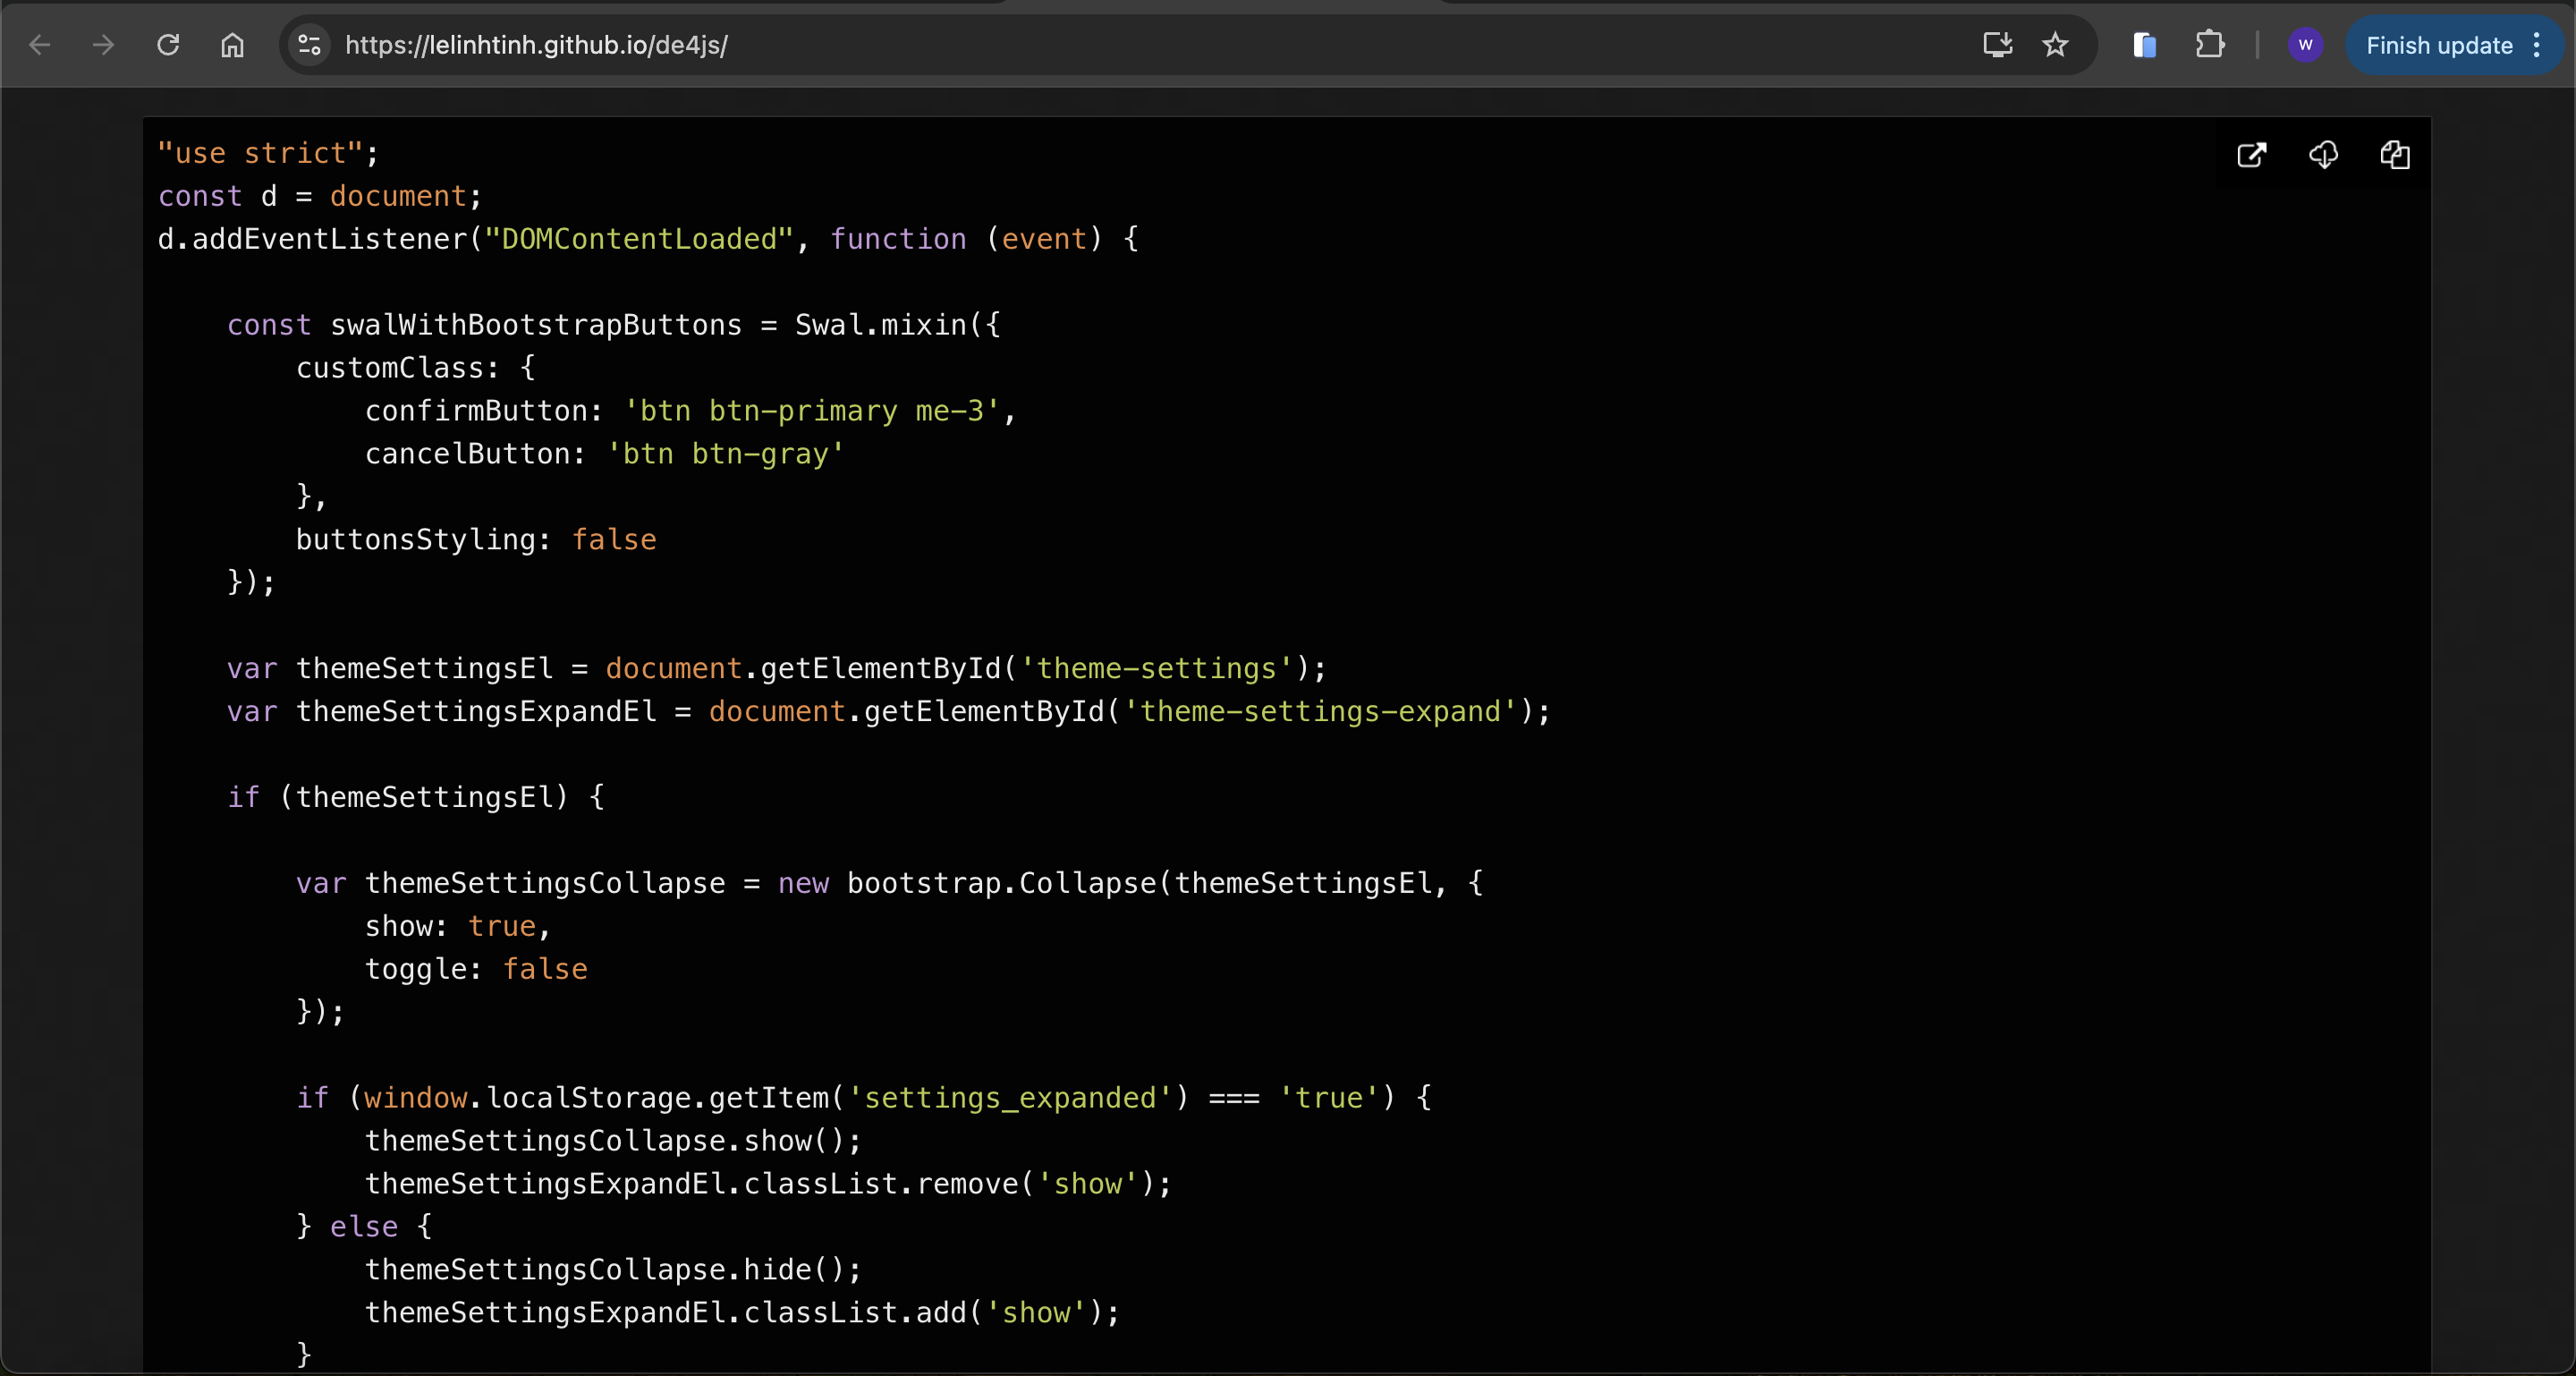 https://lelinhtinh.github.io/de4js/
W
Finish update
"use strict";
const d = document;
d.addEventListener("DOMContentLoaded", function (event) {
    const swalWithBootstrapButtons = Swal.mixin({
        customClass: {
            confirmButton: 'btn btn-primary me-3',
            cancelButton: 'btn btn-gray'
        },
        buttonsStyling: false
    });
    var themeSettingsEl = document.getElementById('theme-settings');
    var themeSettingsExpandEl = document.getElementById('theme-settings-expand');
    if (themeSettingsEl) {
        var themeSettingsCollapse = new bootstrap.Collapse(themeSettingsEl, {
            show: true,
            toggle: false
        });
        if (window.localStorage.getItem('settings_expanded') === 'true') {
            themeSettingsCollapse.show();
            themeSettingsExpandEl.classList.remove('show');
        } else {
            themeSettingsCollapse.hide();
            themeSettingsExpandEl.classList.add('show');
        }